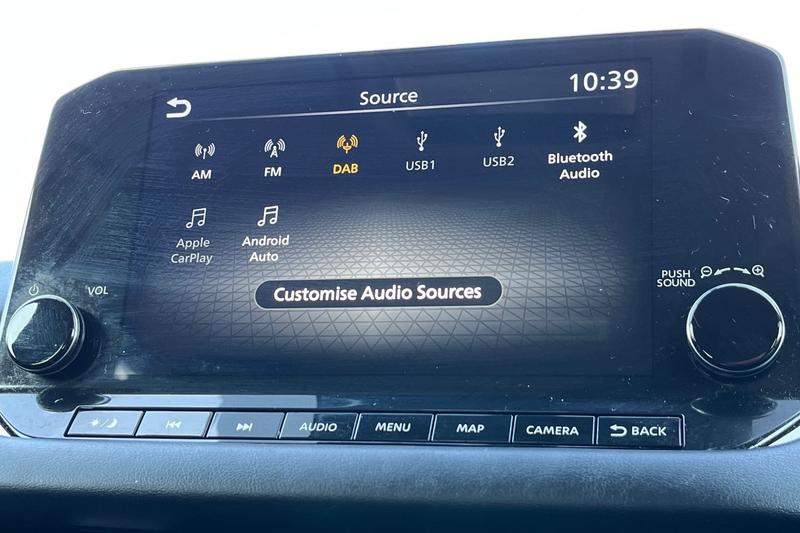 Source
10:39
AM
FM
DAB
USB1
USB2
Bluetooth
Audio
Apple
CarPlay
Android
Auto
Customise Audio Sources
VOL
PUSH
SOUND
AUDIO
MENU
MAP
CAMERA
BACK